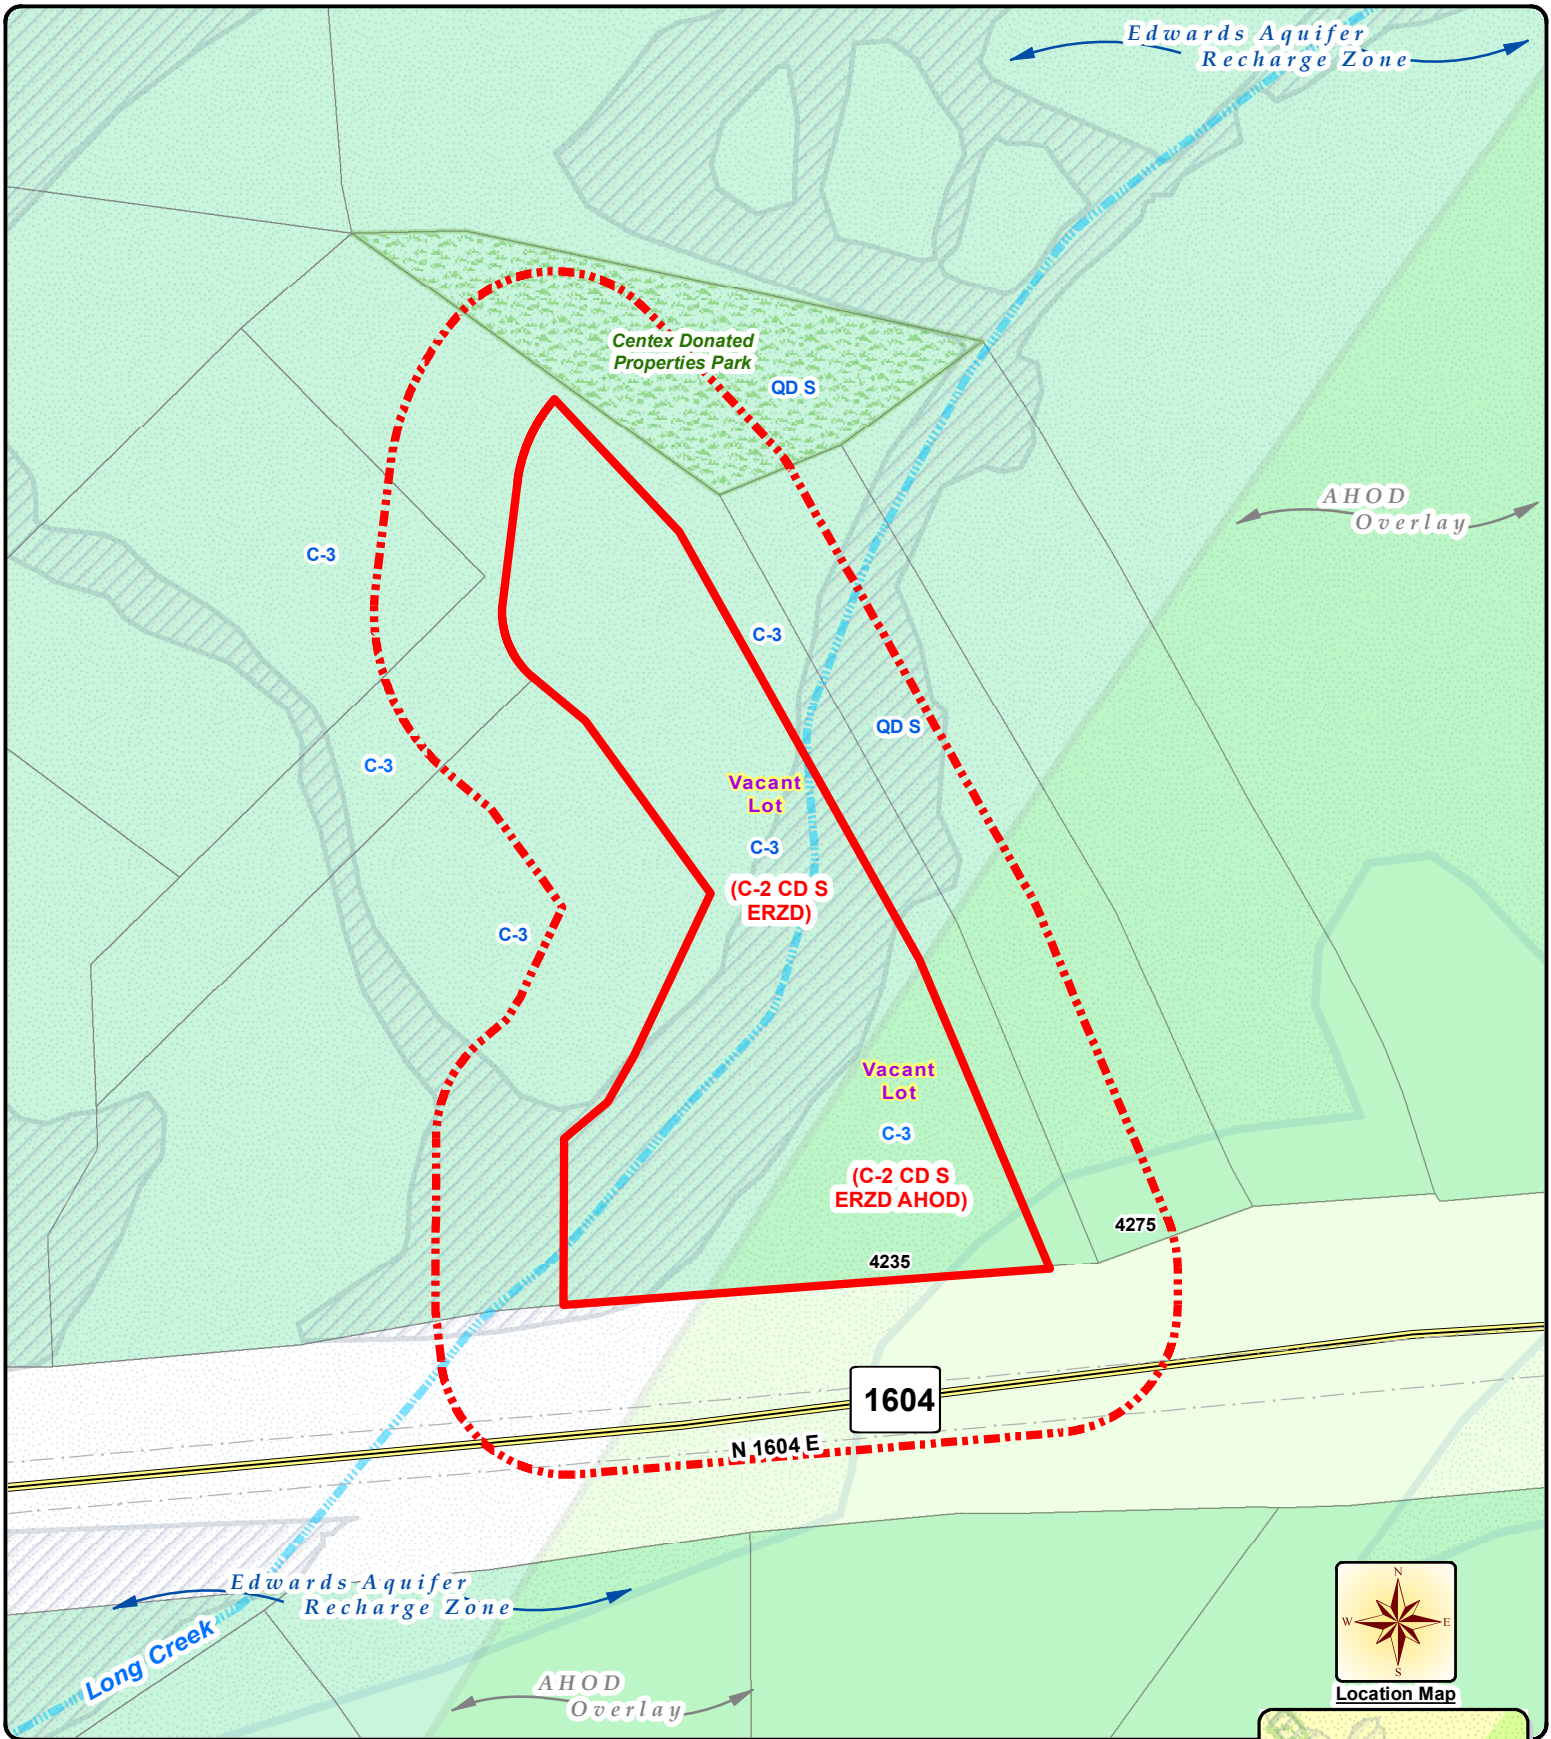 Edwards Aquifer
Recharge Zone
Centex Donated
Properties Park
QD S
AHOD
Overlay
C-3
C-3
QD S
C-3
Vacant
Lot
C-3
(C-2 CD S
ERZD)
C-3
Vacant
Lot
C-3
(C-2 CD S
ERZD AHOD)
4275
4235
1604
N 1604 E
Edwards Aquifer
Recharge Zone
Long Creek
AHOD
Overlay
N
W
E
S
Location Map